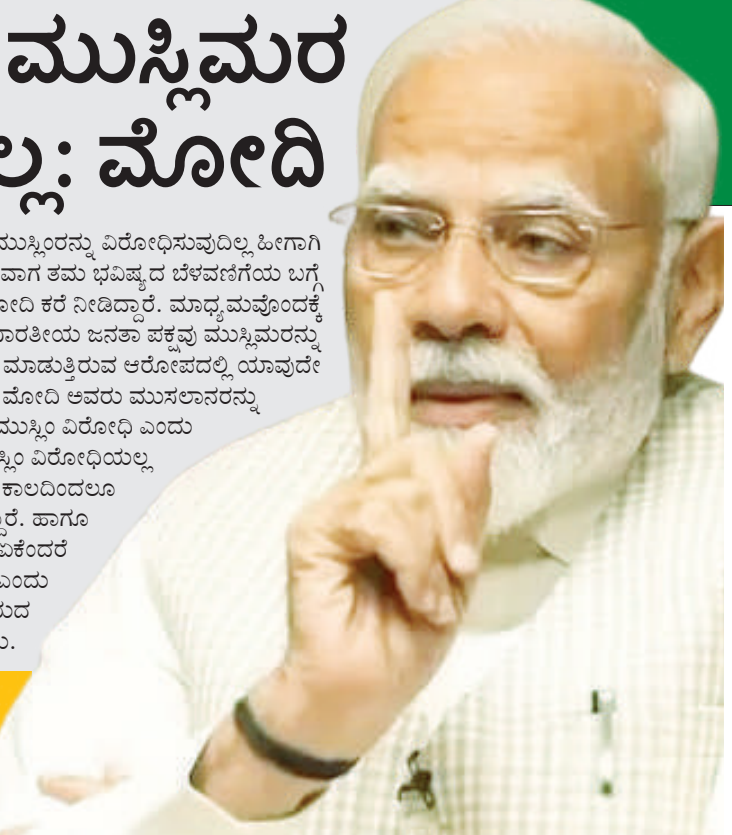 ಮುಸ್ಲಿಮರ
ಲ್ಲ: ಮೋದಿ
ಮುಸ್ಲಿಂರನ್ನು ವಿರೋಧಿಸುವುದಿಲ್ಲ ಹೀಗಾಗಿ
ವಾಗ ತಮ ಭವಿಷ್ಯದ ಬೆಳವಣಿಗೆಯ ಬಗ್ಗೆ
ೋದಿ ಕರೆ ನೀಡಿದ್ದಾರೆ. ಮಾಧ್ಯಮವೊಂದಕ್ಕೆ
ಾರತೀಯ ಜನತಾ ಪಕ್ಷವು ಮುಸ್ಲಿಮರನ್ನು
ಮಾಡುತ್ತಿರುವ ಆರೋಪದಲ್ಲಿ ಯಾವುದೇ
ಮೋದಿ ಅವರು ಮುಸಲಾನರನ್ನು
ಮುಸ್ಲಿಂ ವಿರೋಧಿ ಎಂದು
ಸ್ಲಿಂ ವಿರೋಧಿಯಲ್ಲ
ಕಾಲದಿಂದಲೂ
್ದಾರೆ. ಹಾಗೂ
ಏಕೆಂದರೆ
ಎಂದು
ುದ
ು.